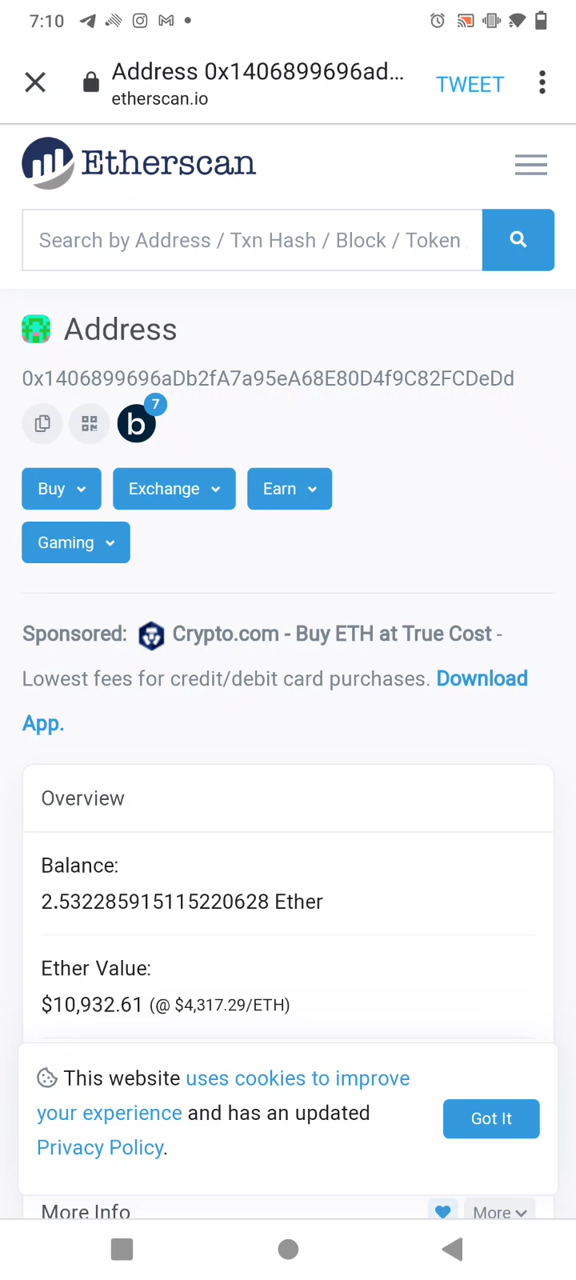 7:10
Address 0x1406899696ad...
etherscan.io
TWEET
Etherscan
Search by Address / Txn Hash / Block / Token
Address
0x1406899696aDb2fA7a95eA68E80D4f9C82FCDeDd
b 7
Buy Exchange Earn
Gaming
Sponsored: Crypto.com - Buy ETH at True Cost -
Lowest fees for credit/debit card purchases. Download
App.
Overview
Balance:
2.532285915115220628 Ether
Ether Value:
$10,932.61 (@ $4,317.29/ETH)
This website uses cookies to improve
your experience and has an updated
Privacy Policy.
Got It
More Info
More